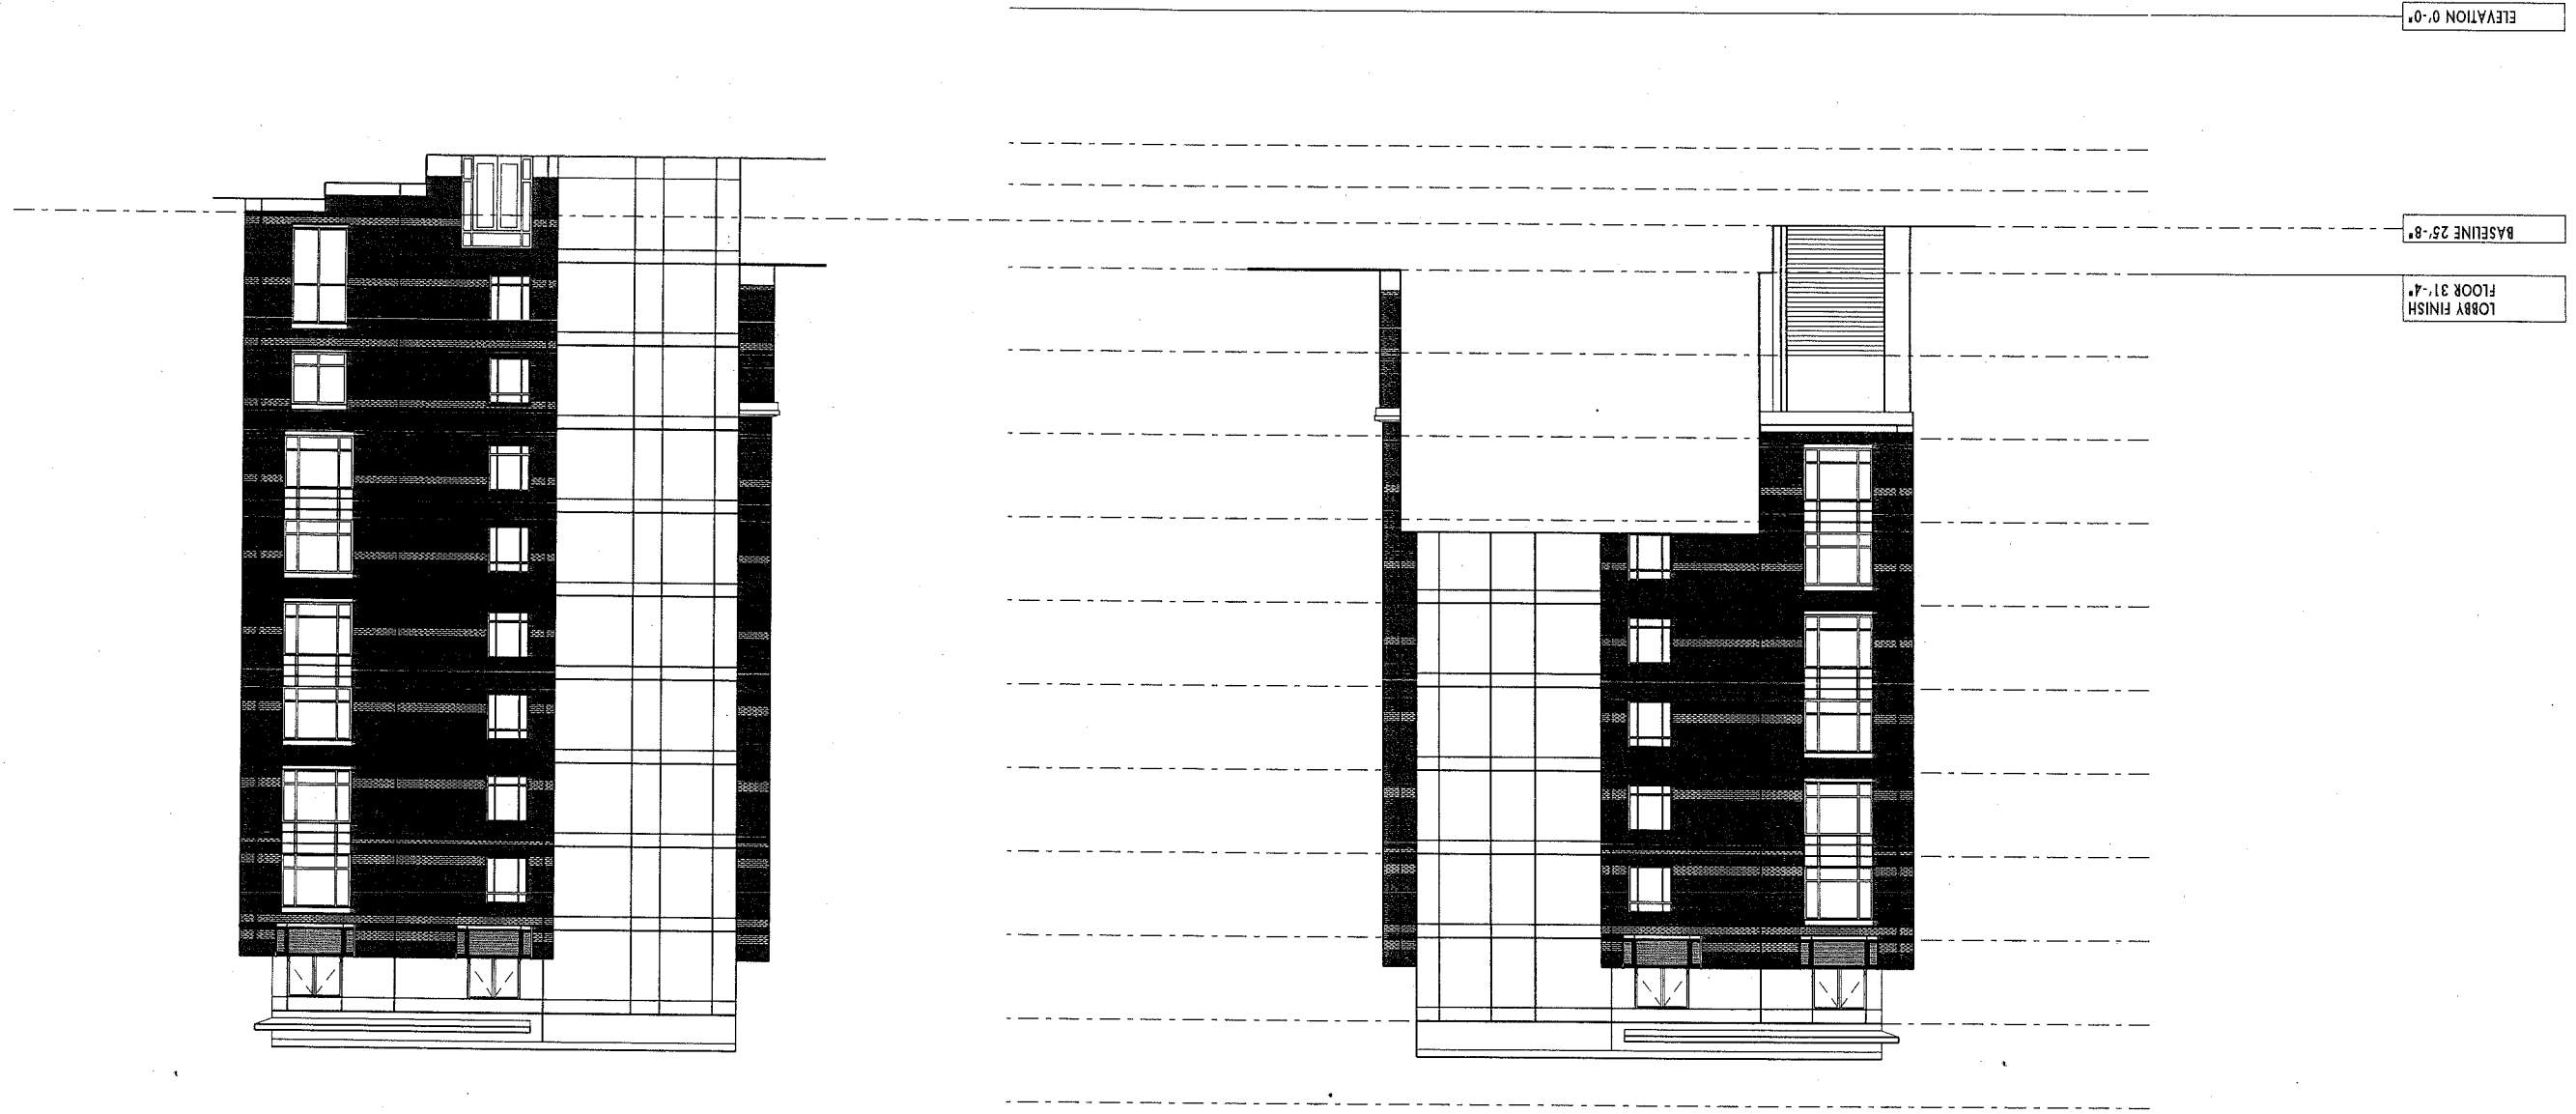 LOBBY FINISH
FLOOR 31'-4"
BASELINE 25'-8"
ELEVATION 0'-0"